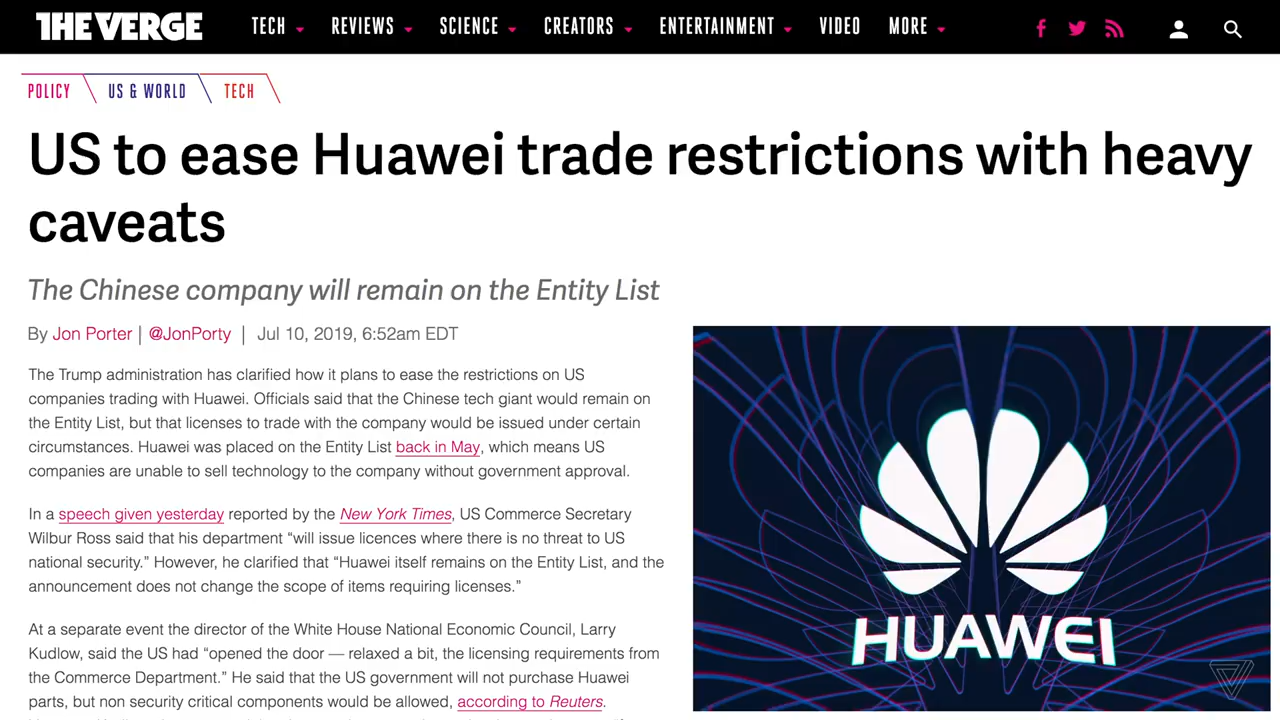 THE VERGE
TECH REVIEWS SCIENCE CREATORS ENTERTAINMENT VIDEO MORE
POLICY US & WORLD TECH
US to ease Huawei trade restrictions with heavy
caveats
The Chinese company will remain on the Entity List
By Jon Porter | @JonPorty | Jul 10, 2019, 6:52am EDT
The Trump administration has clarified how it plans to ease the restrictions on US
companies trading with Huawei. Officials said that the Chinese tech giant would remain on
the Entity List, but that licenses to trade with the company would be issued under certain
circumstances. Huawei was placed on the Entity List back in May, which means US
companies are unable to sell technology to the company without government approval.
In a speech given yesterday reported by the New York Times, US Commerce Secretary
Wilbur Ross said that his department “will issue licences where there is no threat to US
national security.” However, he clarified that “Huawei itself remains on the Entity List, and the
announcement does not change the scope of items requiring licenses.”
At a separate event the director of the White House National Economic Council, Larry
Kudlow, said the US had “opened the door — relaxed a bit, the licensing requirements from
the Commerce Department.” He said that the US government will not purchase Huawei
parts, but non security critical components would be allowed, according to Reuters.
HUAWEI